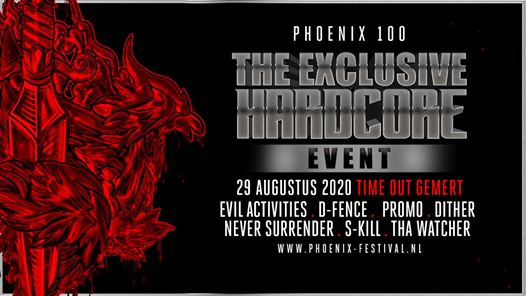 PHOENIX 100
THE EXCLUSIVE
HARDCORE
EVENT
29 AUGUSTUS 2020 TIME OUT GEMERT
EVIL ACTIVITIES . D-FENCE . PROMO . DITHER
NEVER SURRENDER . S-KILL . THA WATCHER
WWW.PHOENIX-FESTIVAL.NL